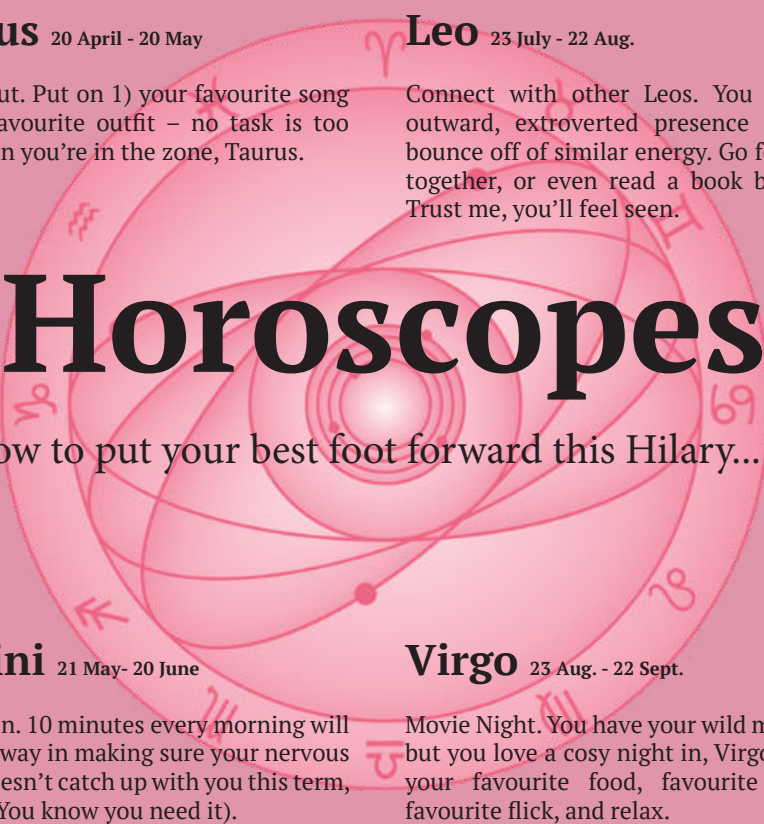 us 20 April - 20 May
ut. Put on 1) your favourite song
avourite outfit – no task is too
n you're in the zone, Taurus.
Leo 23 July - 22 Aug.
Connect with other Leos. You
outward, extroverted presence
bounce off of similar energy. Go f
together, or even read a book b
Trust me, you'll feel seen.
Horoscopes
ow to put your best foot forward this Hilary...
ini 21 May- 20 June
n. 10 minutes every morning will
way in making sure your nervous
esn't catch up with you this term,
You know you need it).
Virgo 23 Aug. - 22 Sept.
Movie Night. You have your wild m
but you love a cosy night in, Virgo
your favourite food, favourite
favourite flick, and relax.